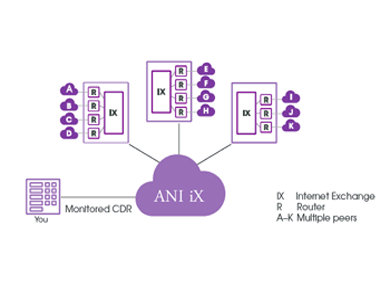 A
B
C
D
R
R
R
R
IX
IX
R
R
R
R
E
F
G
H
IX
R
R
R
I
J
K
ANI iX
You
Monitored CDR
IX Internet Exchange
R Router
A–K Multiple peers